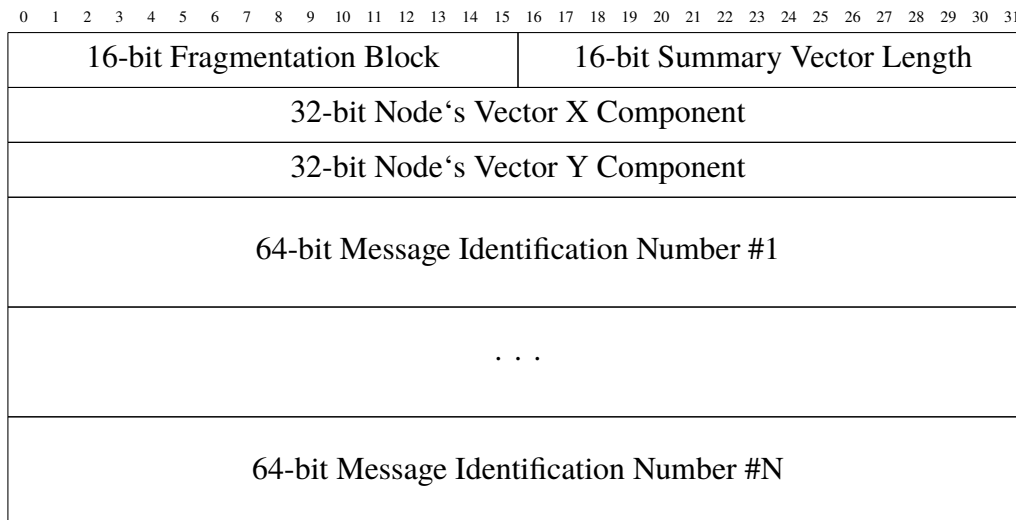 0 1 2 3 4 5 6 7 8 9 10 11 12 13 14 15 16 17 18 19 20 21 22 23 24 25 26 27 28 29 30 31
16-bit Fragmentation Block 16-bit Summary Vector Length
32-bit Node‘s Vector X Component
32-bit Node‘s Vector Y Component
64-bit Message Identification Number #1
. . .
64-bit Message Identification Number #N